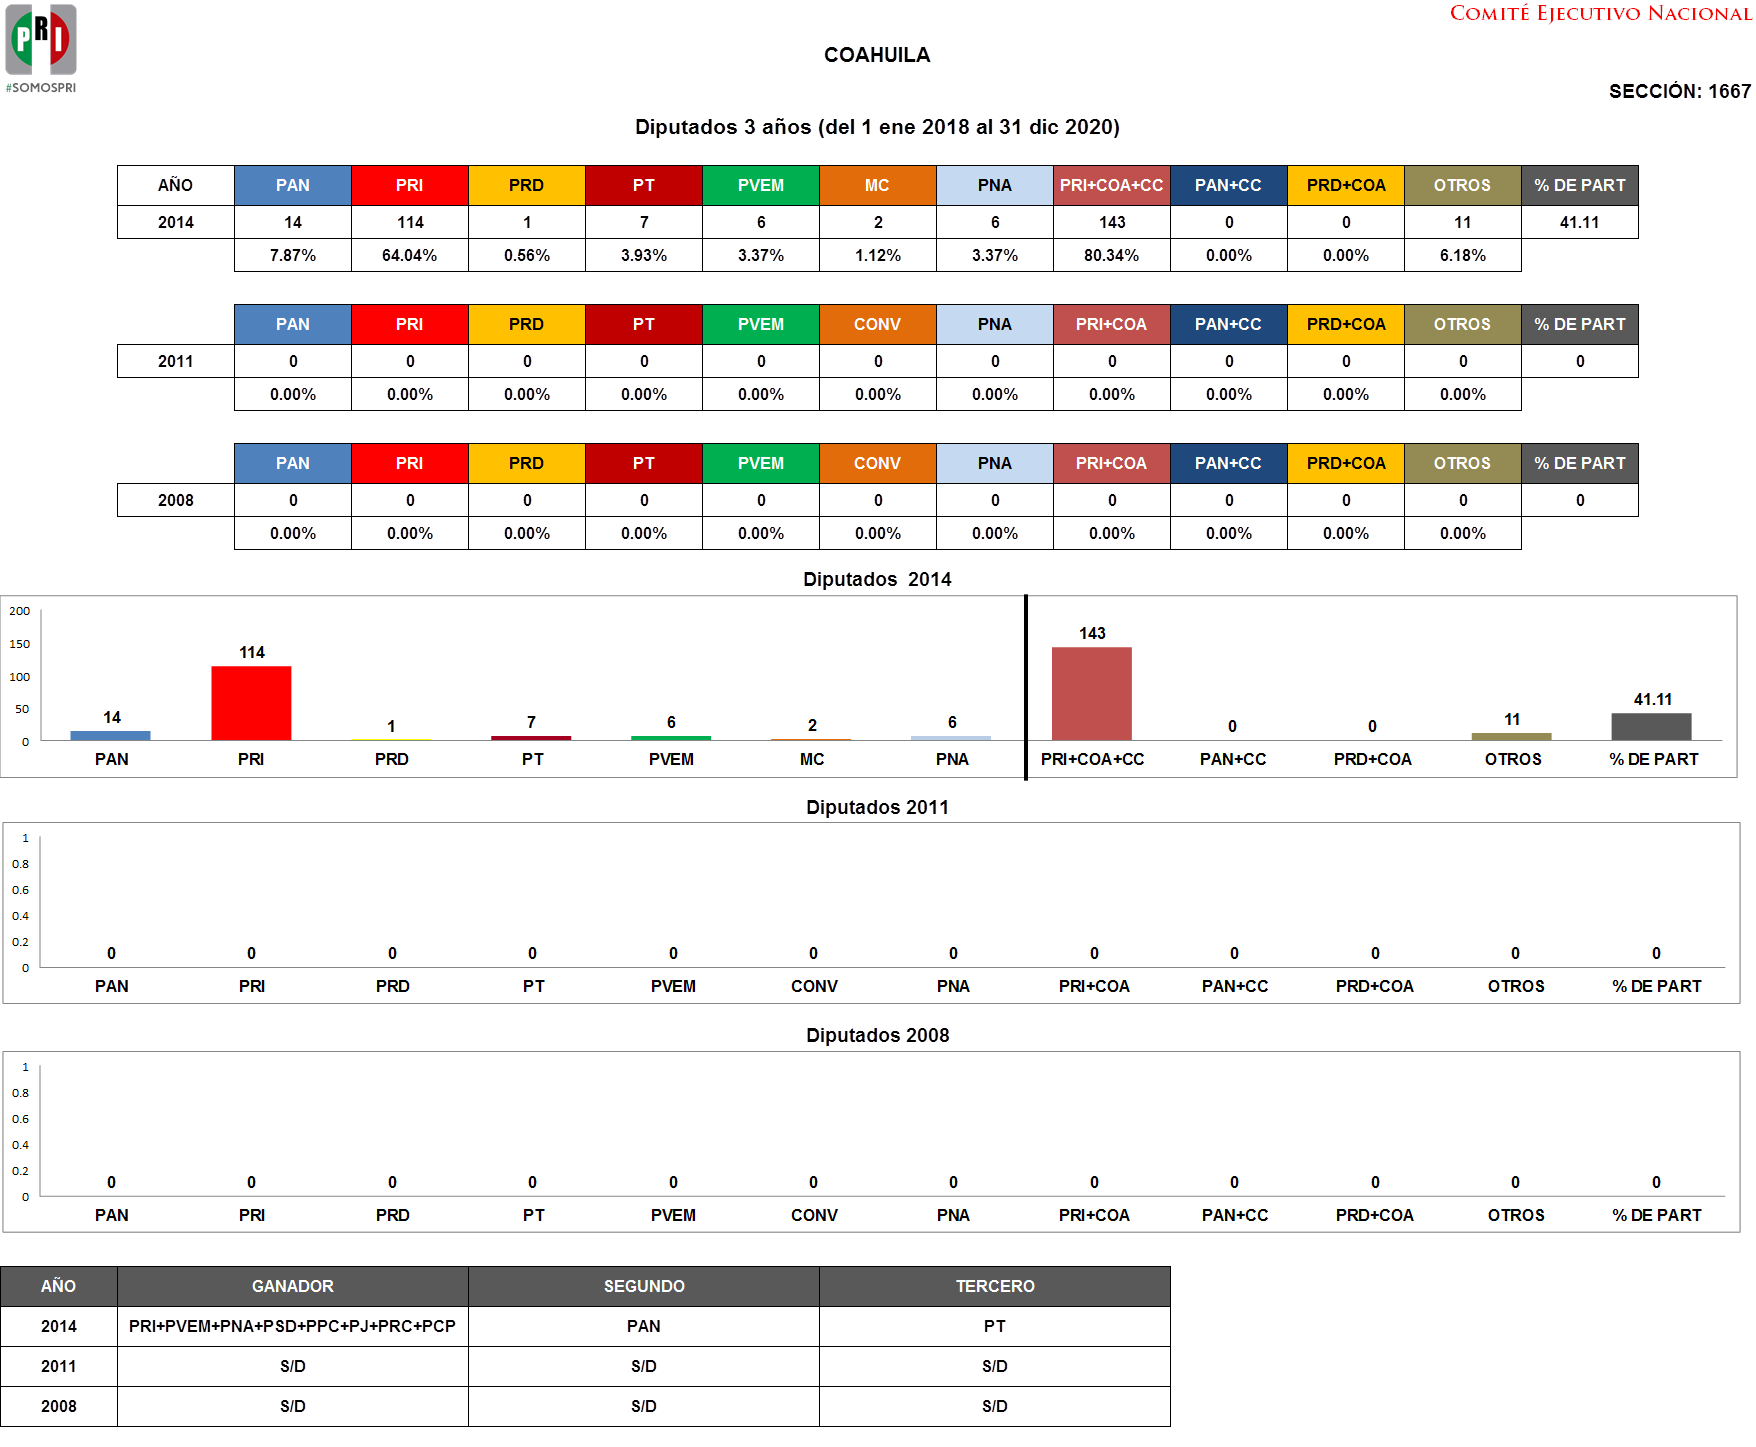 PRI
#SOMOSPRI
COMITÉ EJECUTIVO NACIONAL
COAHUILA
SECCIÓN: 1667
Diputados 3 años (del 1 ene 2018 al 31 dic 2020)
AÑO PAN PRI PRD PT PVEM MC PNA PRI+COA+CC PAN+CC PRD+COA OTROS % DE PART
2014 14 114 1 7 6 2 6 143 0 0 11 41.11
7.87% 64.04% 0.56% 3.93% 3.37% 1.12% 3.37% 80.34% 0.00% 0.00% 6.18%
PAN PRI PRD PT PVEM CONV PNA PRI+COA PAN+CC PRD+COA OTROS % DE PART
2011 0 0 0 0 0 0 0 0 0 0 0 0
0.00% 0.00% 0.00% 0.00% 0.00% 0.00% 0.00% 0.00% 0.00% 0.00% 0.00%
PAN PRI PRD PT PVEM CONV PNA PRI+COA PAN+CC PRD+COA OTROS % DE PART
2008 0 0 0 0 0 0 0 0 0 0 0 0
0.00% 0.00% 0.00% 0.00% 0.00% 0.00% 0.00% 0.00% 0.00% 0.00% 0.00%
Diputados 2014
200
150
100
50
0
14 114 1 7 6 2 6 143 0 0 11 41.11
PAN PRI PRD PT PVEM MC PNA PRI+COA+CC PAN+CC PRD+COA OTROS % DE PART
Diputados 2011
1
0.8
0.6
0.4
0.2
0
0 0 0 0 0 0 0 0 0 0 0 0
PAN PRI PRD PT PVEM CONV PNA PRI+COA PAN+CC PRD+COA OTROS % DE PART
Diputados 2008
1
0.8
0.6
0.4
0.2
0
0 0 0 0 0 0 0 0 0 0 0 0
PAN PRI PRD PT PVEM CONV PNA PRI+COA PAN+CC PRD+COA OTROS % DE PART
AÑO GANADOR SEGUNDO TERCERO
2014 PRI+PVEM+PNA+PSD+PPC+PJ+PRC+PCP PAN PT
2011 S/D S/D S/D
2008 S/D S/D S/D